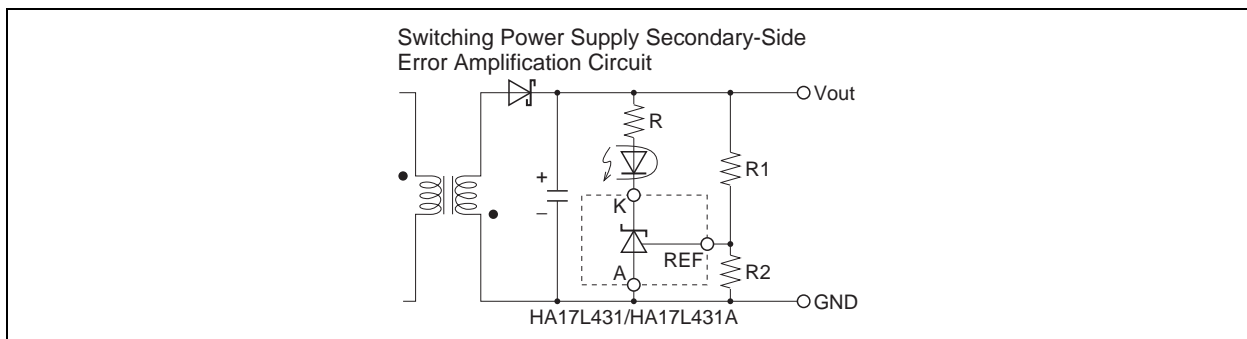 Switching Power Supply Secondary-Side
Error Amplification Circuit
Vout
R
R1
+
−
K
REF
A
R2
GND
HA17L431/HA17L431A